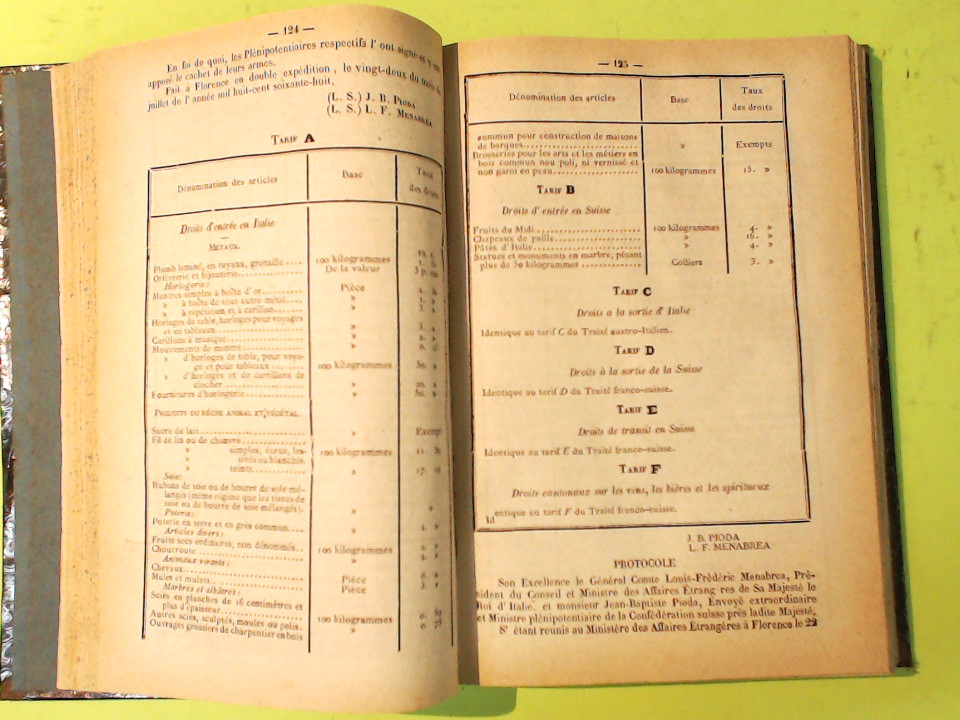 — 124 —
En foi de quoi, les Plénipotentiaires respectifs l' ont signé et y ont
apposé le cachet de leurs armes.
Fait à Florence en double expédition, le vingt-deux du mois de
juillet de l' année mil huit-cent soixante-huit.
(L. S.) J. B. PIODA
(L. S.) L. F. MENABREA
TARIF A
Dénomination des articles Base Taux des droits
Droits d'entrée en Italie
MÉTAUX.
Plomb laminé, en tuyaux, grenaille .... 100 kilogrammes
Orfèvrerie et bijouterie.............. De la valeur
Horlogerie:
Montres simples à boîte d'or......... Pièce
» à boîte de tout autre métal.... »
» à répétition et à carillon..... »
Horloges de table, horloges pour voyages
et en tableaux.................. »
Carillons à musique................ »
Mouvements de montre............. »
» d'horloges de table, pour voya-
ge et pour tableaux ....... 100 kilogrammes
» d'horloges et de carillons de
clocher .................. »
Fournitures d'horlogerie............. »
PRODUITS DU RÈGNE ANIMAL ET VÉGÉTAL.
Sucre de lait..................... » Exempt
Fil de lin ou de chanvre.............
» simples, écrus, les-
sivés ou blanchis. 100 kilogrammes
» teints............ »
Soie:
Rubans de soie ou de bourre de soie mé-
langés (même régime que les tissus de
soie ou de bourre de soie mélangés). »
Poterie:
Poterie en terre et en grès commun.... »
Articles divers:
Fruits secs ordinaires, non dénommés.. 100 kilogrammes
Chouroute ..................... »
Animaux vivants:
Chevaux...................... Pièce
Mules et mulets................ Pièce
Marbres et albâtres:
Sciés en planches de 16 centimètres et
plus d'épaisseur................ 100 kilogrammes
Autres sciés, sculptés, moulés ou polis. »
Ouvrages grossiers de charpentier en bois
— 125 —
Dénomination des articles Base Taux des droits
commun pour construction de maisons
de barques......................... » Exempts
Brosseries pour les arts et les métiers en
bois commun nou poli, ni vernissé et
non garni en peau................... 100 kilogrammes 15. »
TARIF B
Droits d' entrée en Suisse
Fruits du Midi..................... 100 kilogrammes 4. »
Chapeaux de paille................. » 16. »
Pâtes d'Italie...................... » 4. »
Statues et monuments en marbre, pésant
plus de 50 kilogrammes............. Colliers 3. »
TARIF C
Droits a la sortie d' Italie
Identique au tarif C du Traité austro-Italien.
TARIF D
Droits à la sortie de la Suisse
Identique au tarif D du Traité franco-suisse.
TARIF E
Droits de transit en Suisse
Identique au tarif E du Traité franco-suisse.
TARIF F
Droits cantonaux sur les vins, les bières et les spiritueux
Identique au tarif F du Traité franco-suisse.
J. B. PIODA
L. F. MENABREA
PROTOCOLE
Son Excellence le Général Comte Louis-Frédéric Menabrea, Pré-
sident du Conseil et Ministre des Affaires Étrang res de Sa Majesté le
Roi d' Italie, et monsieur Jean-Baptiste Pioda, Envoyé extraordinaire
et Ministre plénipotentiaire de la Confédération suisse près ladite Majesté,
S' étant reunis au Ministère des Affaires Étrangères à Florence le 22